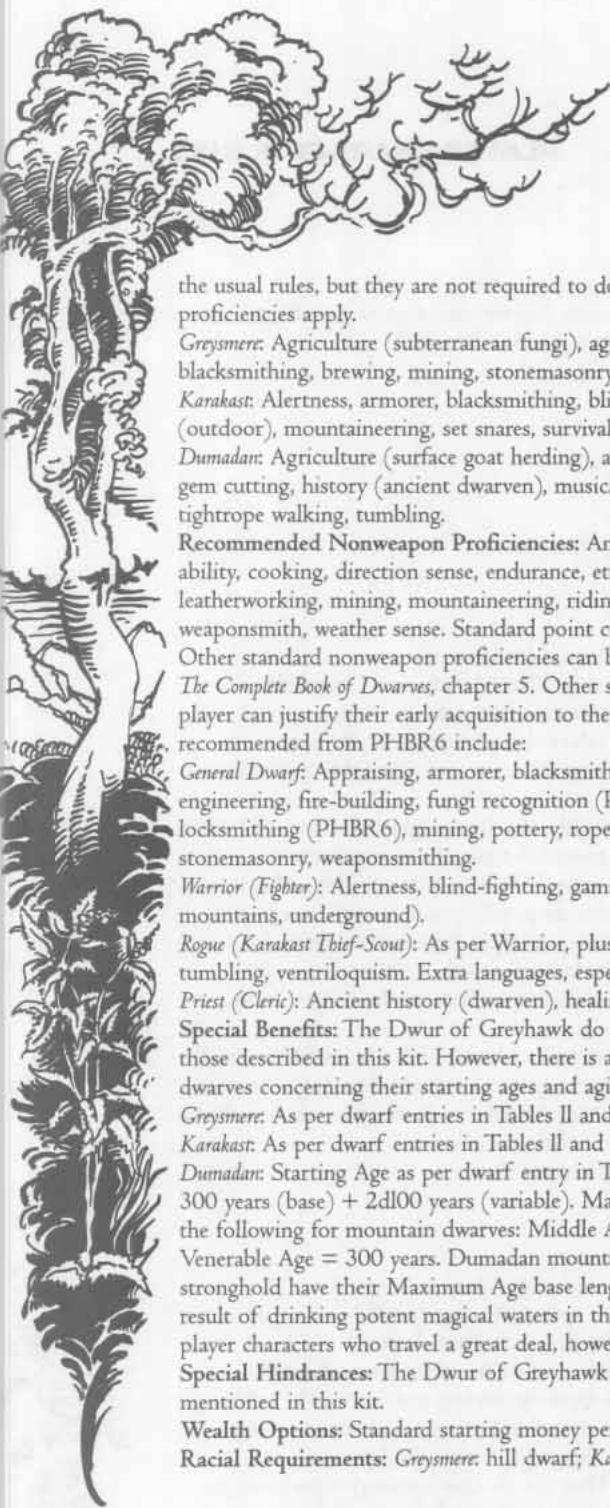 the usual rules, but they are not required to do
proficiencies apply.
Greysmere: Agriculture (subterranean fungi), ag
blacksmithing, brewing, mining, stonemasonry
Karakast: Alertness, armorer, blacksmithing, bli
(outdoor), mountaineering, set snares, survival
Dumadan: Agriculture (surface goat herding), a
gem cutting, history (ancient dwarven), music
tightrope walking, tumbling.
Recommended Nonweapon Proficiencies: An
ability, cooking, direction sense, endurance, et
leatherworking, mining, mountaineering, ridin
weaponsmith, weather sense. Standard point c
Other standard nonweapon proficiencies can b
The Complete Book of Dwarves, chapter 5. Other s
player can justify their early acquisition to the
recommended from PHBR6 include:
General Dwarf: Appraising, armorer, blacksmith
engineering, fire-building, fungi recognition (P
locksmithing (PHBR6), mining, pottery, rope
stonemasonry, weaponsmithing.
Warrior (Fighter): Alertness, blind-fighting, gam
mountains, underground).
Rogue (Karakast Thief-Scout): As per Warrior, plus
tumbling, ventriloquism. Extra languages, espe
Priest (Cleric): Ancient history (dwarven), healin
Special Benefits: The Dwur of Greyhawk do
those described in this kit. However, there is a
dwarves concerning their starting ages and agi
Greysmere: As per dwarf entries in Tables 11 and
Karakast: As per dwarf entries in Tables 11 and
Dumadan: Starting Age as per dwarf entry in T
300 years (base) + 2d100 years (variable). Ma
the following for mountain dwarves: Middle A
Venerable Age = 300 years. Dumadan mount
stronghold have their Maximum Age base leng
result of drinking potent magical waters in th
player characters who travel a great deal, howe
Special Hindrances: The Dwur of Greyhawk
mentioned in this kit.
Wealth Options: Standard starting money pe
Racial Requirements: Greysmere: hill dwarf; Ka